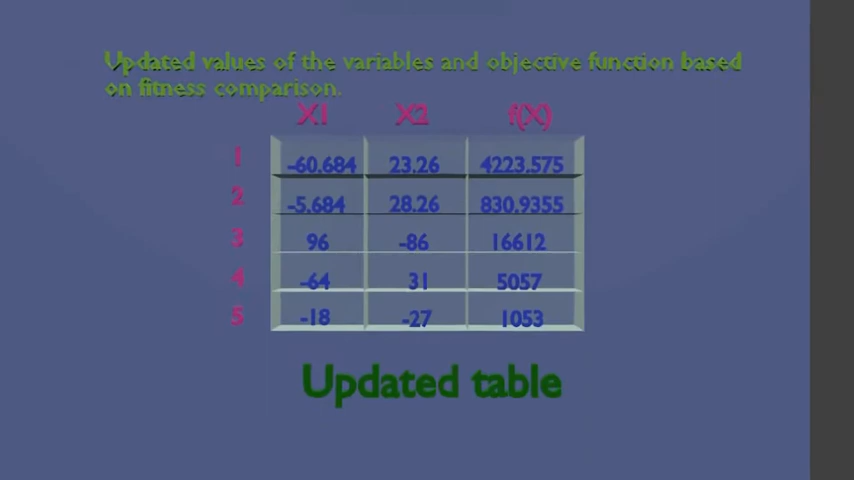 Updated values of the variables and objective function based
on fitness comparison.
X1 X2 f(X)
1 -60.684 23.26 4223.575
2 -5.684 28.26 830.9355
3 96 -86 16612
4 -64 31 5057
5 -18 -27 1053
Updated table